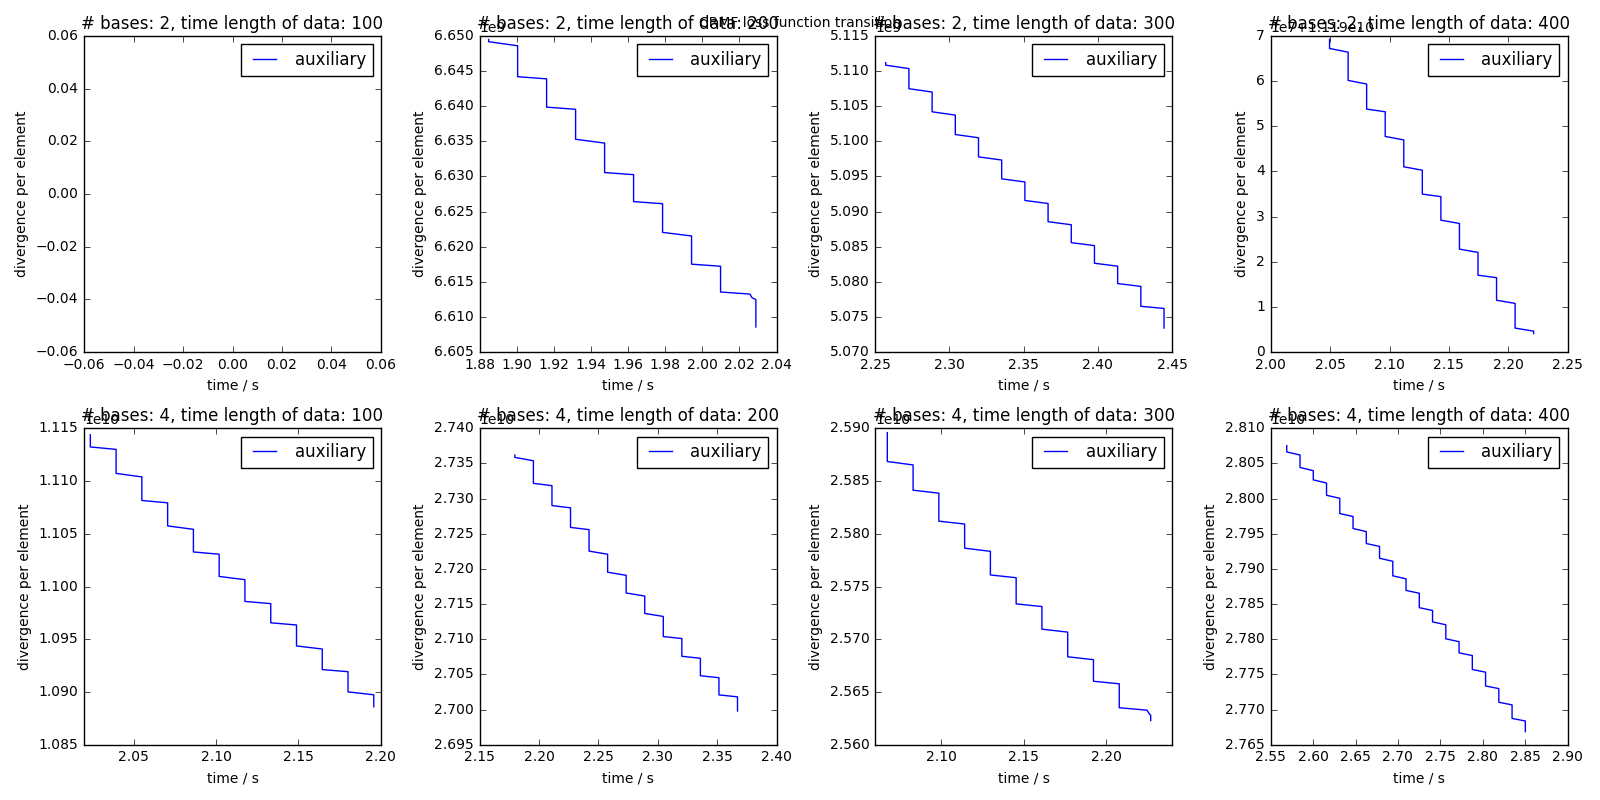 # bases: 2, time length of data: 100
# bases: 2, time length of data: 200
CRMF loss function transition
# bases: 2, time length of data: 300
# bases: 2, time length of data: 400
0.06
0.04
0.02
0.00
−0.02
−0.04
−0.06
divergence per element
auxiliary
−0.06 −0.04 −0.02 0.00 0.02 0.04 0.06
time / s
1e9
6.650
6.645
6.640
6.635
6.630
6.625
6.620
6.615
6.610
6.605
divergence per element
auxiliary
1.88 1.90 1.92 1.94 1.96 1.98 2.00 2.02 2.04
time / s
1e9
5.115
5.110
5.105
5.100
5.095
5.090
5.085
5.080
5.075
5.070
divergence per element
auxiliary
2.25 2.30 2.35 2.40 2.45
time / s
1e7+1.119e10
7
6
5
4
3
2
1
0
divergence per element
auxiliary
2.00 2.05 2.10 2.15 2.20 2.25
time / s
# bases: 4, time length of data: 100
1e10
1.115
1.110
1.105
1.100
1.095
1.090
1.085
divergence per element
auxiliary
2.05 2.10 2.15 2.20
time / s
# bases: 4, time length of data: 200
1e10
2.740
2.735
2.730
2.725
2.720
2.715
2.710
2.705
2.700
2.695
divergence per element
auxiliary
2.15 2.20 2.25 2.30 2.35 2.40
time / s
# bases: 4, time length of data: 300
1e10
2.590
2.585
2.580
2.575
2.570
2.565
2.560
divergence per element
auxiliary
2.10 2.15 2.20
time / s
# bases: 4, time length of data: 400
1e10
2.810
2.805
2.800
2.795
2.790
2.785
2.780
2.775
2.770
2.765
divergence per element
auxiliary
2.55 2.60 2.65 2.70 2.75 2.80 2.85 2.90
time / s